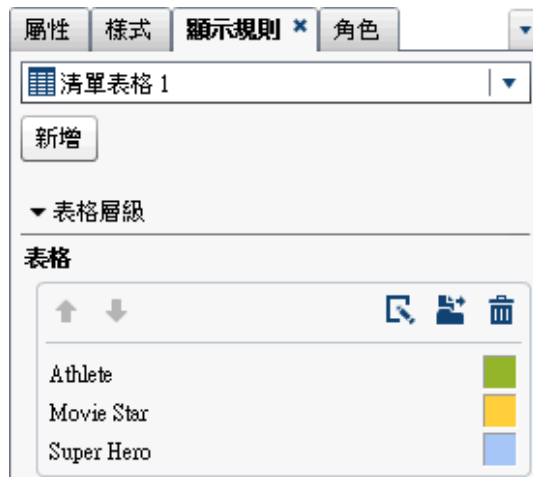 屬性 樣式 顯示規則 角色
清單表格 1
新增
表格層級
表格
Athlete
Movie Star
Super Hero